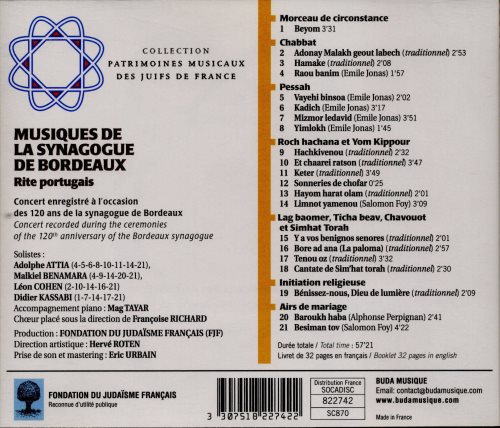 COLLECTION
PATRIMOINES MUSICAUX
DES JUIFS DE FRANCE
MUSIQUES DE
LA SYNAGOGUE
DE BORDEAUX
Rite portugais
Concert enregistré à l'occasion
des 120 ans de la synagogue de Bordeaux
Concert recorded during the ceremonies
of the 120th anniversary of the Bordeaux synagogue
Solistes :
Adolphe ATTIA (4-5-6-8-10-11-14-21),
Malkiel BENAMARA (4-9-14-20-21),
Léon COHEN (2-10-14-16-21)
Didier KASSABI (1-7-14-17-21)
Accompagnement piano : Mag TAYAR
Chœur placé sous la direction de Françoise RICHARD
Production : FONDATION DU JUDAÏSME FRANÇAIS (FJF)
Direction artistique : Hervé ROTEN
Prise de son et mastering : Eric URBAIN
Morceau de circonstance
1 Beyom 3'31
Chabbat
2 Adonay Malakh geout labech (traditionnel) 2'53
3 Hamake (traditionnel) 2'08
4 Raou banim (Emile Jonas) 1'57
Pessah
5 Vayehi binsoa (Emile Jonas) 2'02
6 Kadich (Emile Jonas) 3'17
7 Mizmor ledavid (Emile Jonas) 3'51
8 Yimlokh (Emile Jonas) 1'45
Roch hachana et Yom Kippour
9 Hachkivenou (traditionnel) 2'32
10 Et chaarei ratson (traditionnel) 3'47
11 Keter (traditionnel) 3'49
12 Sonneries de chofar 0'25
13 Hayom harat olam (traditionnel) 2'01
14 Limnot yamenou (Salomon Foy) 3'09
Lag baomer, Ticha beav, Chavouot
et Simhat Torah
15 Y a vos benignos senores (traditionnel) 2'01
16 Bore ad ana (La paloma) (traditionnel) 2'57
17 Tenou oz (traditionnel) 3'32
18 Cantate de Sim'hat torah (traditionnel) 2'30
Initiation religieuse
19 Bénissez-nous, Dieu de lumière (traditionnel) 2'09
Airs de mariage
20 Baroukh haba (Alphonse Perpignan) 2'41
21 Besiman tov (Salomon Foy) 4'22
Durée totale / Total time : 57'21
Livret de 32 pages en français / Booklet 32 pages in english
FONDATION DU JUDAÏSME FRANÇAIS
Reconnue d'utilité publique
3 307518 227422
Distribution France
SOCADISC
822742
SC870
BUDA MUSIQUE
Email : contact@budamusique.com
www.budamusique.com
Made in France